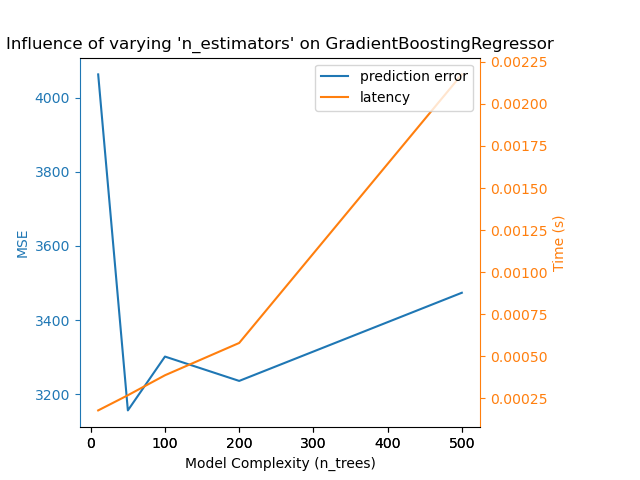 Influence of varying 'n_estimators' on GradientBoostingRegressor
prediction error
latency
MSE
4000
3800
3600
3400
3200
0.00225
0.00200
0.00175
0.00150
0.00125
0.00100
0.00075
0.00050
0.00025
Time (s)
0 100 200 300 400 500
Model Complexity (n_trees)